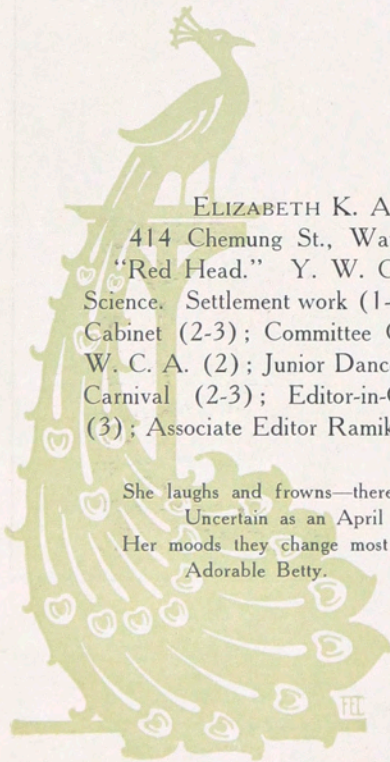 ELIZABETH K. A
414 Chemung St., Wa
"Red Head." Y. W. C
Science. Settlement work (1-
Cabinet (2-3); Committee
W. C. A. (2); Junior Danc
Carnival (2-3); Editor-in-
(3); Associate Editor Ramik
She laughs and frowns—there
Uncertain as an April
Her moods they change most
Adorable Betty.
FEC